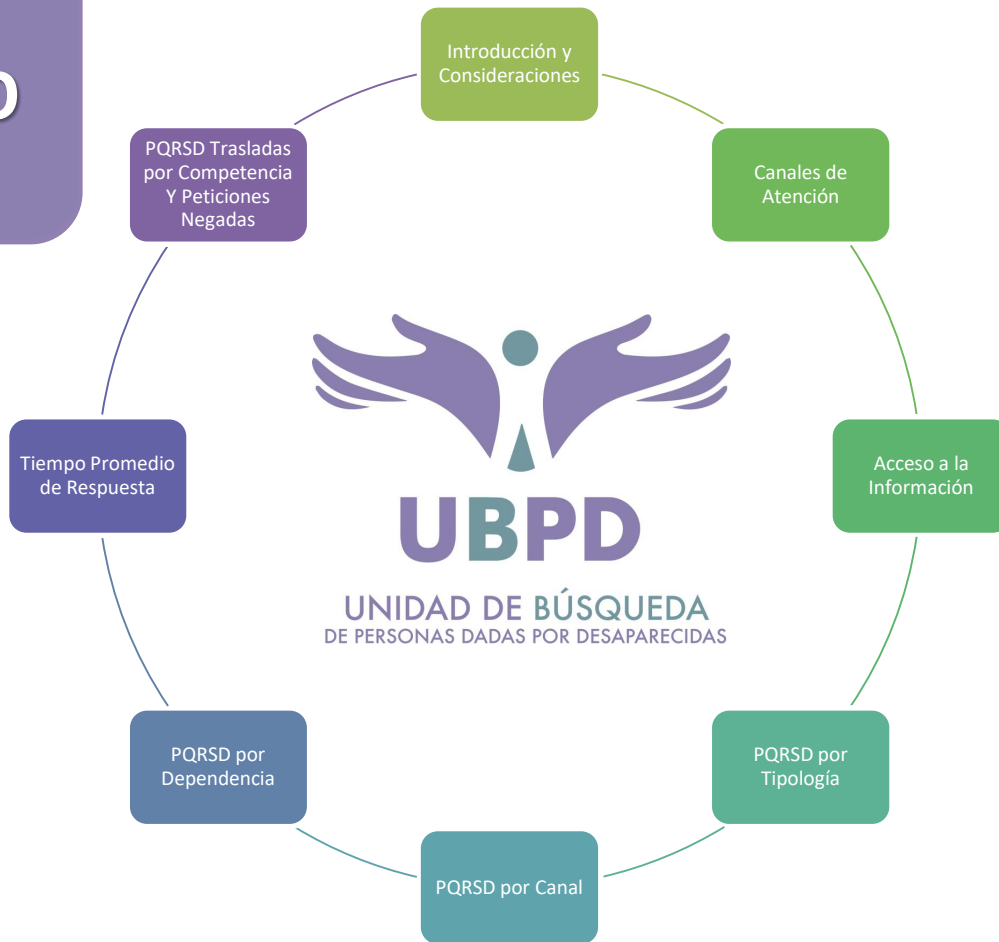 Introducción y
Consideraciones
Canales de
Atención
Acceso a la
Información
PQRSD por
Tipología
PQRSD por Canal
PQRSD por
Dependencia
Tiempo Promedio
de Respuesta
PQRSD Trasladas
por Competencia
Y Peticiones
Negadas
UBPD
UNIDAD DE BÚSQUEDA
DE PERSONAS DADAS POR DESAPARECIDAS